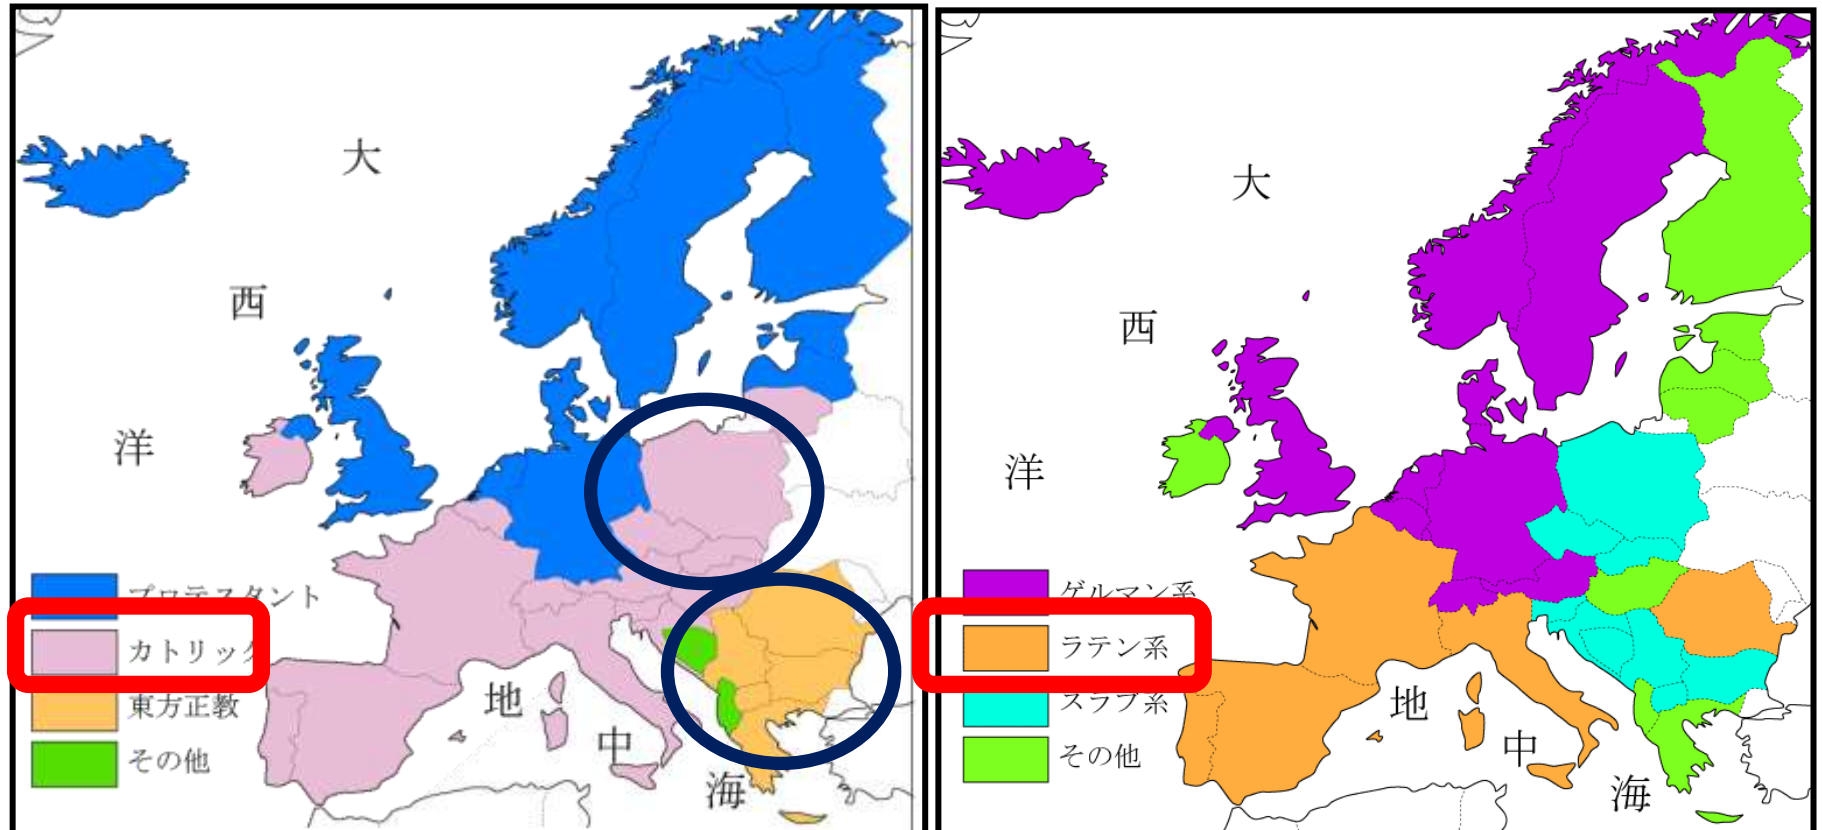 大
西
洋
地
中
海
プロテスタント
カトリック
東方正教
その他
大
西
洋
地
中
海
ゲルマン系
ラテン系
スラブ系
その他